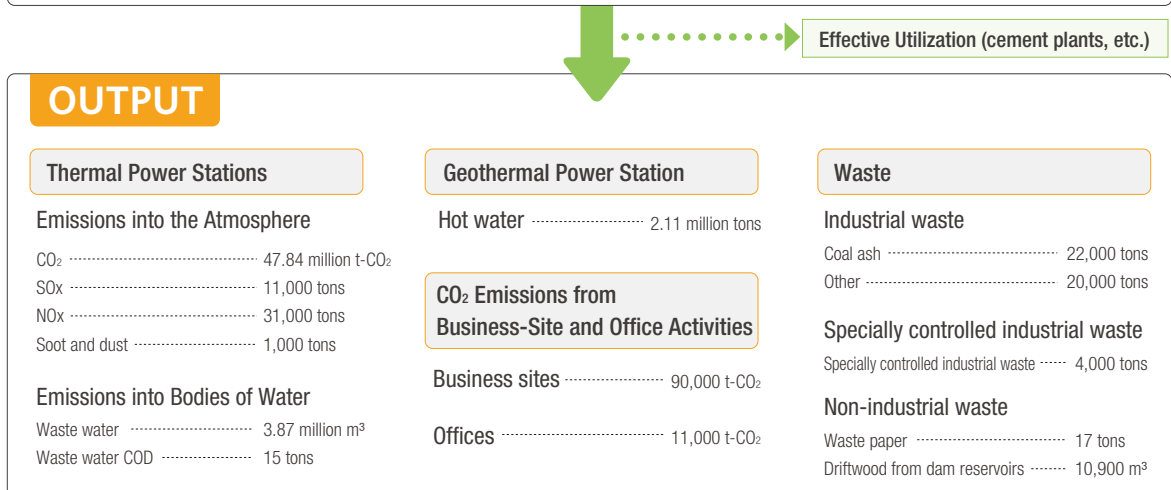 Effective Utilization (cement plants, etc.)
OUTPUT
Thermal Power Stations
Emissions into the Atmosphere
CO₂ 47.84 million t-CO₂
SOx 11,000 tons
NOx 31,000 tons
Soot and dust 1,000 tons
Emissions into Bodies of Water
Waste water 3.87 million m³
Waste water COD 15 tons
Geothermal Power Station
Hot water 2.11 million tons
CO₂ Emissions from
Business-Site and Office Activities
Business sites 90,000 t-CO₂
Offices 11,000 t-CO₂
Waste
Industrial waste
Coal ash 22,000 tons
Other 20,000 tons
Specially controlled industrial waste
Specially controlled industrial waste 4,000 tons
Non-industrial waste
Waste paper 17 tons
Driftwood from dam reservoirs 10,900 m³